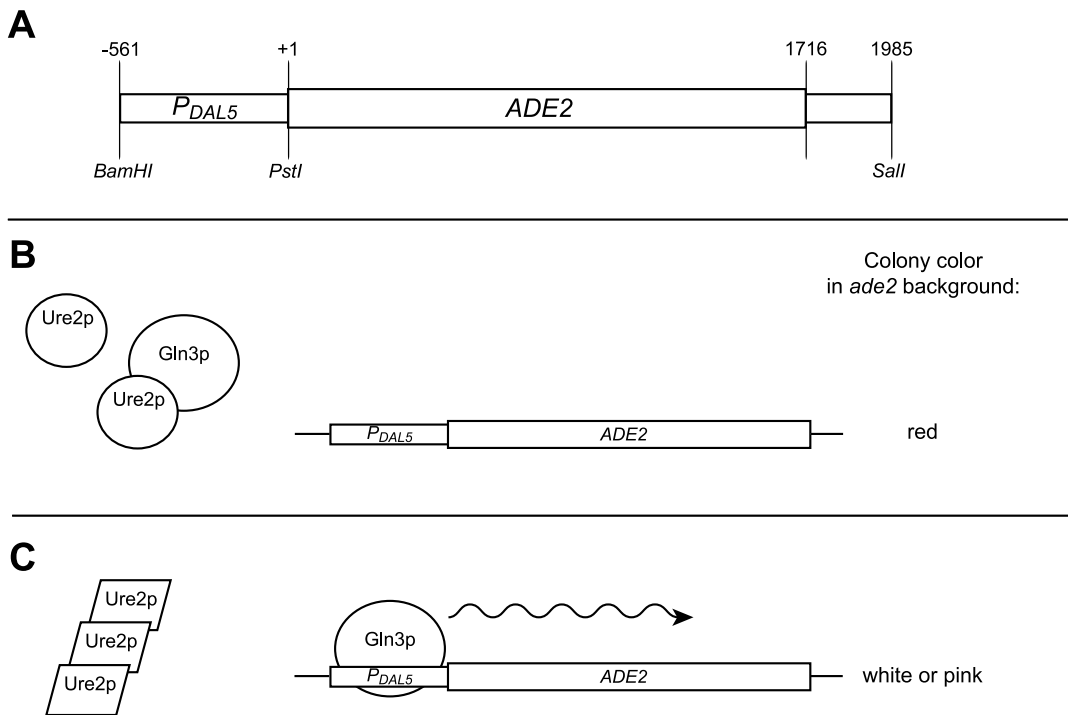 A
-561 +1 1716 1985
PDAL5 ADE2
BamHI PstI SalI
B
Colony color
in ade2 background:
Ure2p
Gln3p
Ure2p
PDAL5 ADE2 red
C
Ure2p
Ure2p Gln3p
Ure2p PDAL5 ADE2 white or pink